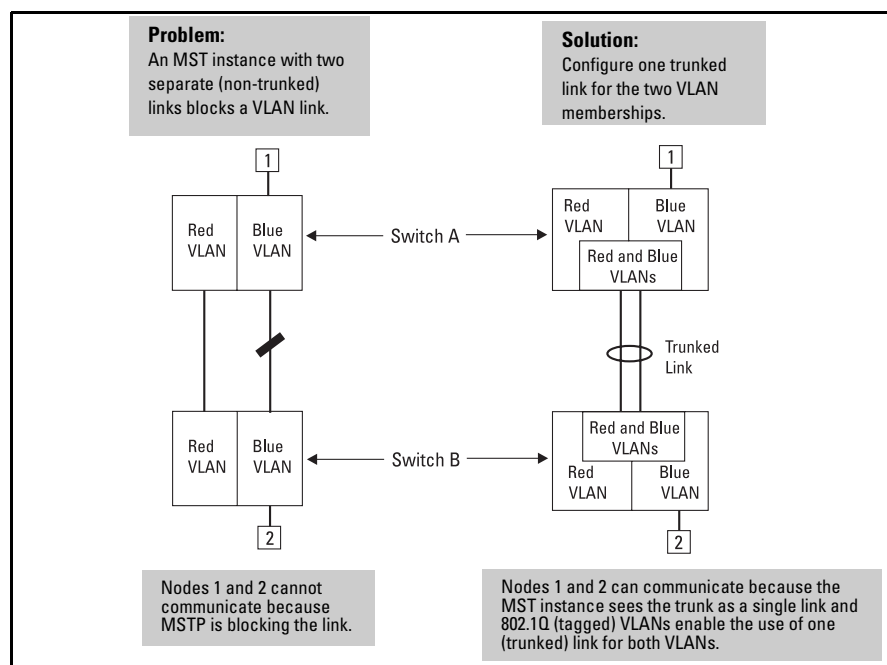 Problem:
An MST instance with two
separate (non-trunked)
links blocks a VLAN link.
Solution:
Configure one trunked
link for the two VLAN
memberships.
1
1
Red
VLAN
Blue
VLAN
Switch A
Red
VLAN
Blue
VLAN
Red and Blue
VLANs
Trunked
Link
Red
VLAN
Blue
VLAN
Switch B
Red and Blue
VLANs
Red
VLAN
Blue
VLAN
2
2
Nodes 1 and 2 cannot
communicate because
MSTP is blocking the link.
Nodes 1 and 2 can communicate because the
MST instance sees the trunk as a single link and
802.1Q (tagged) VLANs enable the use of one
(trunked) link for both VLANs.